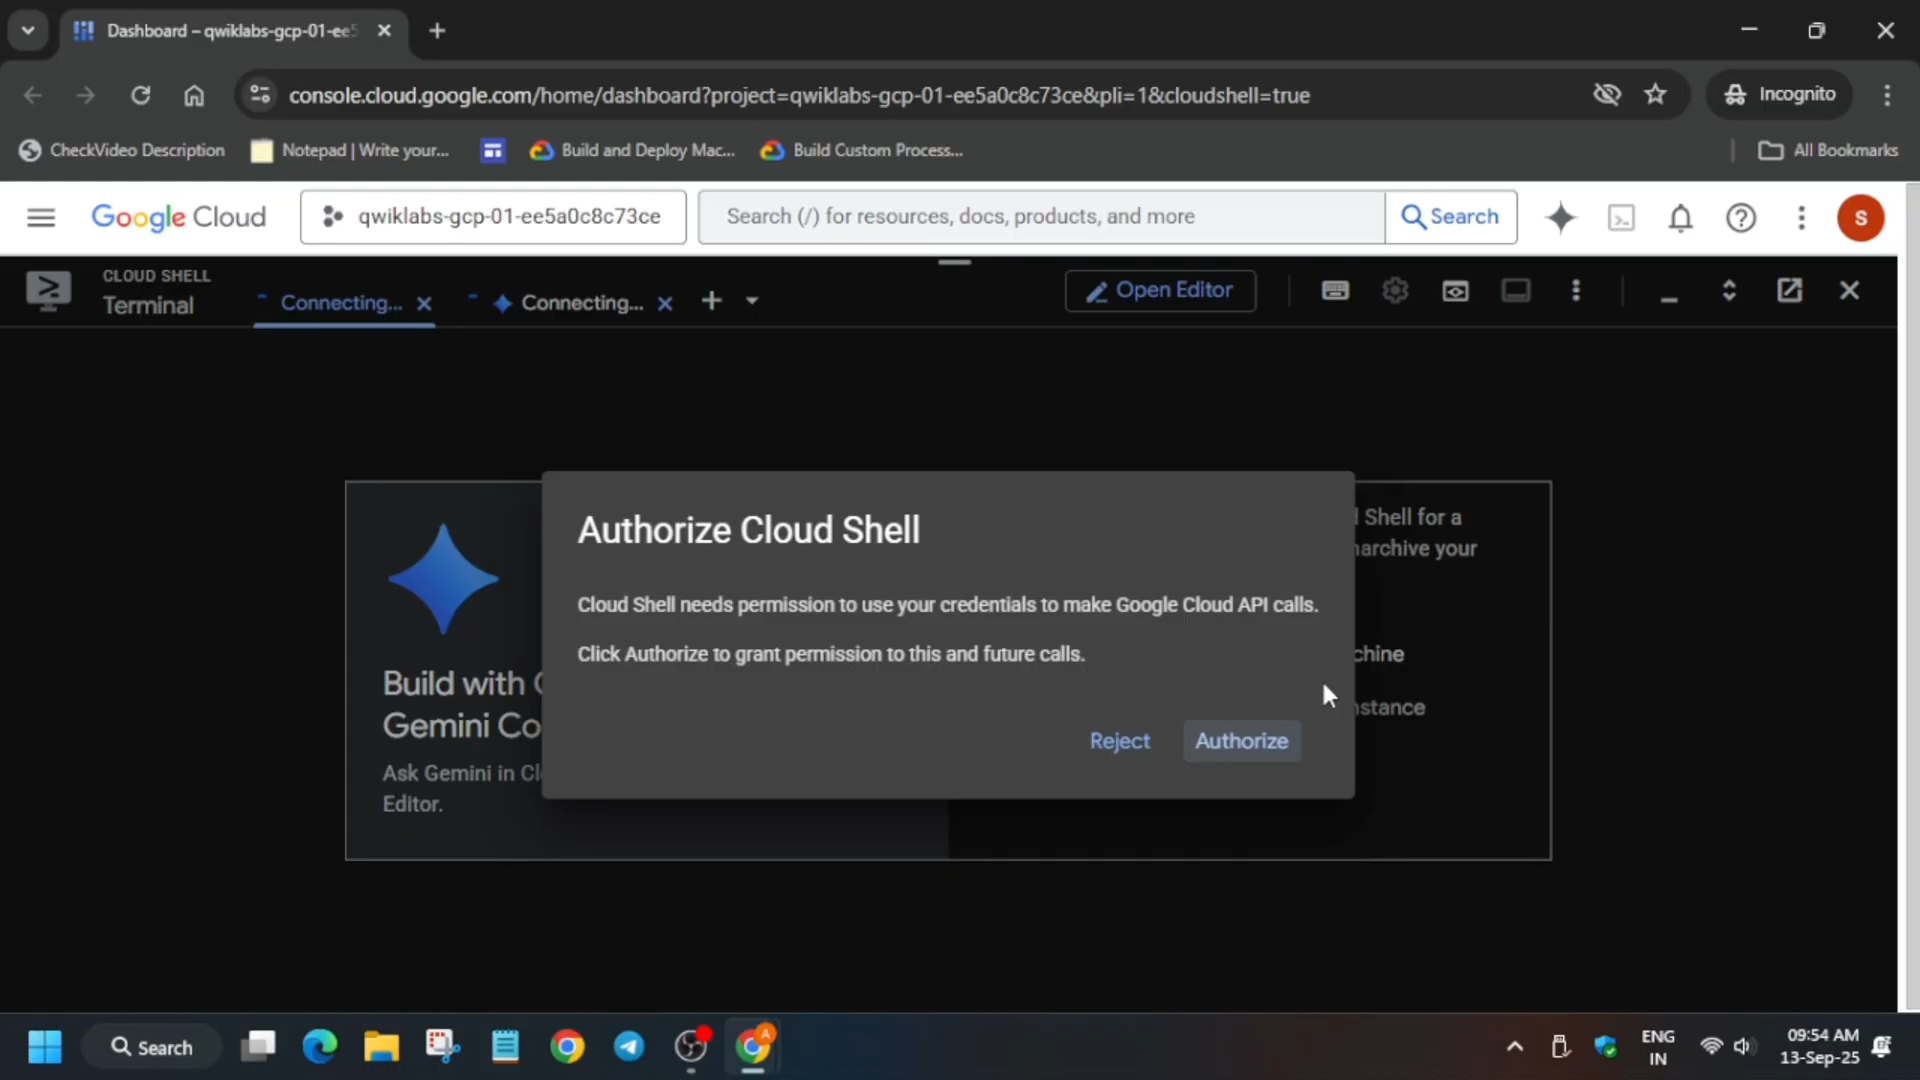 Dashboard – qwiklabs-gcp-01-ee5
console.cloud.google.com/home/dashboard?project=qwiklabs-gcp-01-ee5a0c8c73ce&pli=1&cloudshell=true
Incognito
CheckVideo Description
Notepad | Write your...
Build and Deploy Mac...
Build Custom Process...
All Bookmarks
Google Cloud
qwiklabs-gcp-01-ee5a0c8c73ce
Search (/) for resources, docs, products, and more
Search
S
CLOUD SHELL
Terminal
Connecting...
Connecting...
Open Editor
Authorize Cloud Shell
Cloud Shell needs permission to use your credentials to make Google Cloud API calls.
Click Authorize to grant permission to this and future calls.
Reject
Authorize
Build with
Gemini Co
Ask Gemini in Cl
Editor.
Shell for a
narchive your
chine
nstance
Search
A
ENG
IN
09:54 AM
13-Sep-25